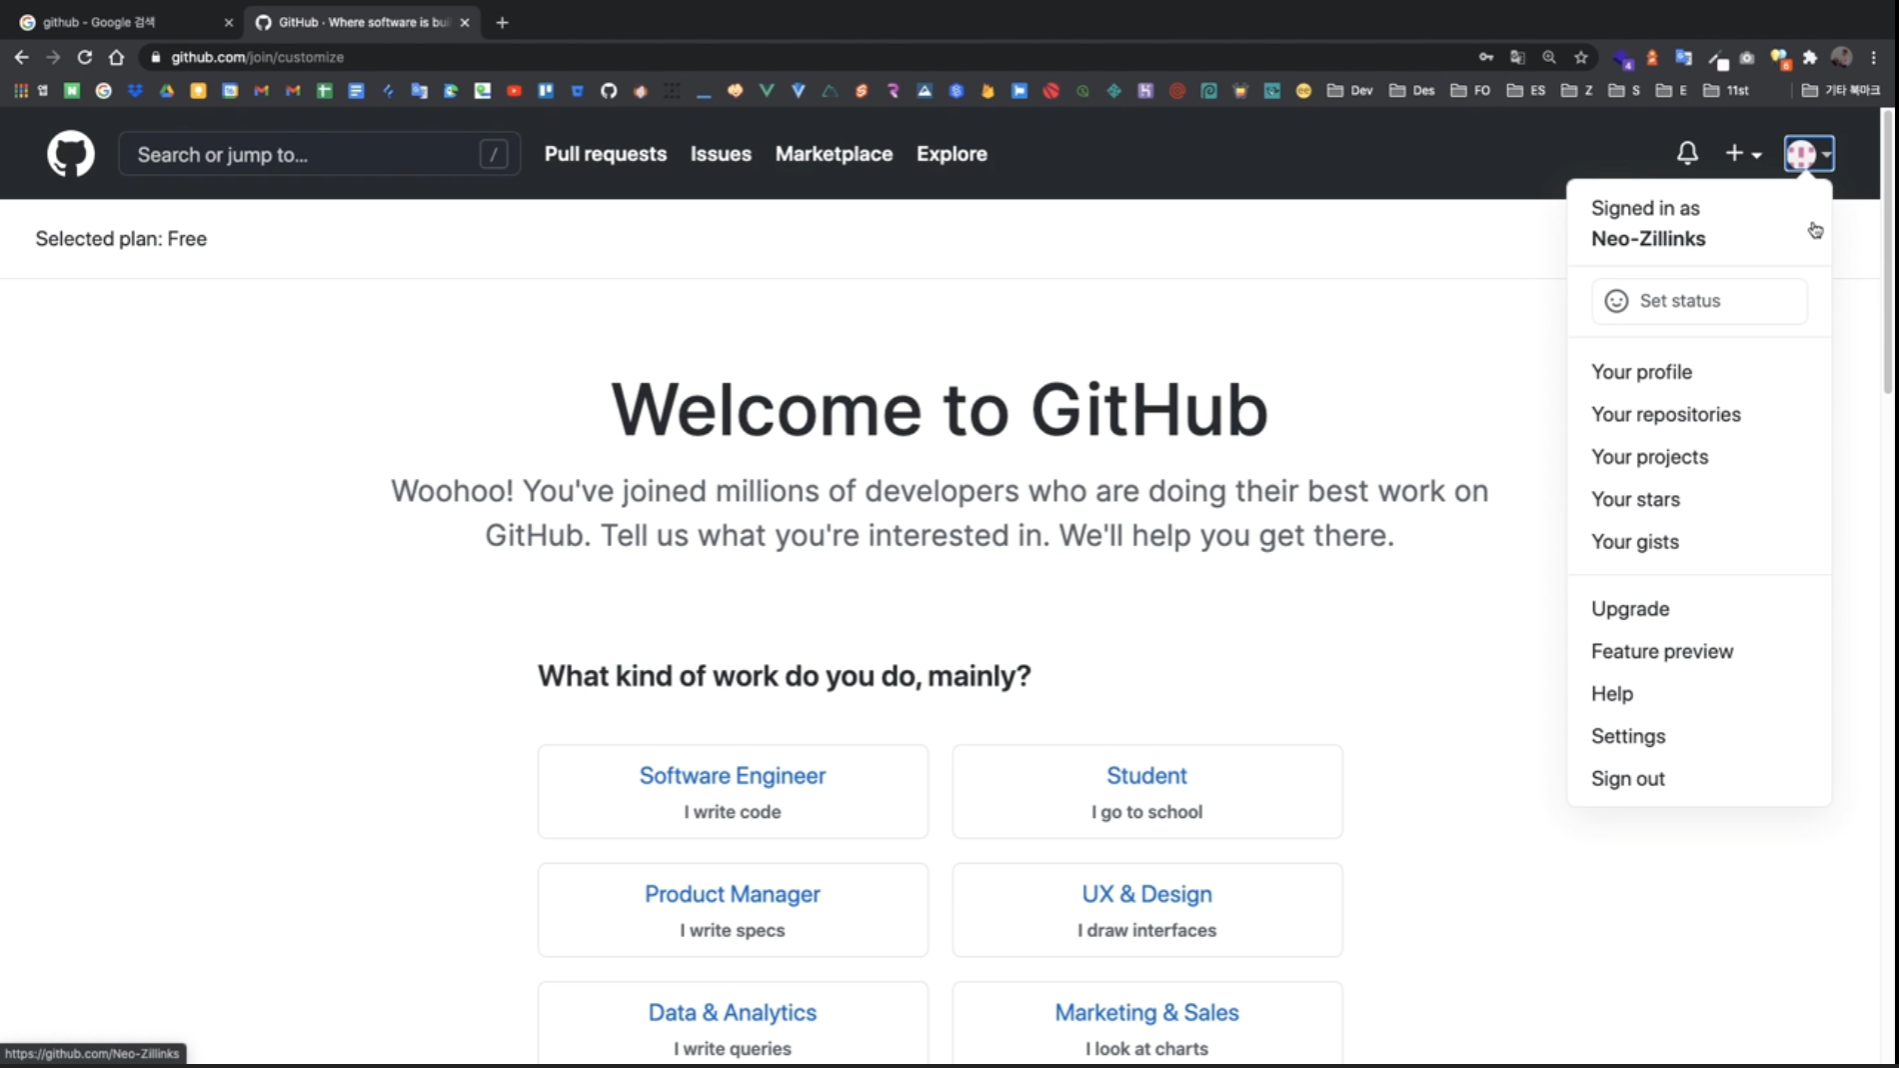 github - Google 검색
GitHub · Where software is bui
github.com/join/customize
4
6
앱
Dev
Des
FO
ES
Z
S
E
11st
기타 북마크
Search or jump to...
/
Pull requests
Issues
Marketplace
Explore
Signed in as
Neo-Zillinks
Selected plan: Free
Set status
Your profile
Your repositories
Your projects
Your stars
Your gists
Upgrade
Feature preview
Help
Settings
Sign out
Welcome to GitHub
Woohoo! You've joined millions of developers who are doing their best work on
GitHub. Tell us what you're interested in. We'll help you get there.
What kind of work do you do, mainly?
Software Engineer
I write code
Student
I go to school
Product Manager
I write specs
UX & Design
I draw interfaces
Data & Analytics
I write queries
Marketing & Sales
I look at charts
https://github.com/Neo-Zillinks